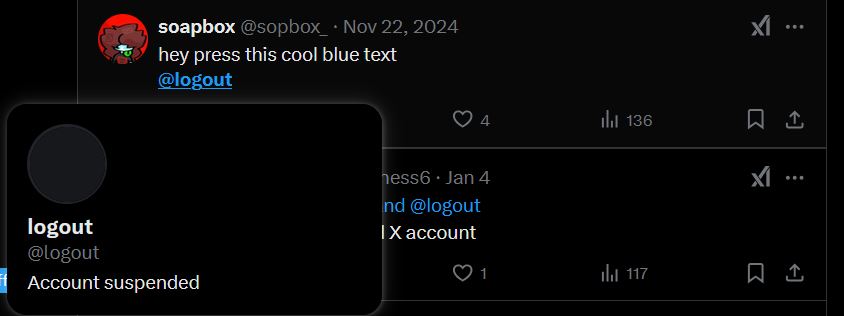 soapbox @sopbox_ · Nov 22, 2024
hey press this cool blue text
@logout
4
136
ness6 · Jan 4
and @logout
X account
1
117
logout
@logout
Account suspended